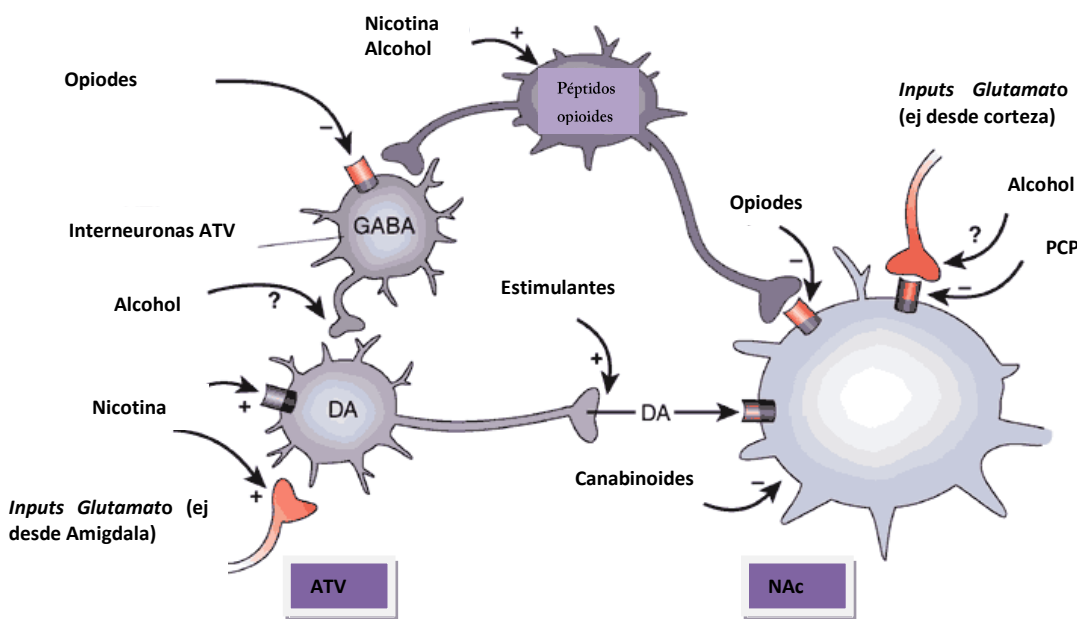 Nicotina
Alcohol
+
Opiodes
Péptidos
opioides
Inputs Glutamato
(ej desde corteza)
–
Alcohol
Opiodes
?
Interneuronas ATV
GABA
PCP
–
–
Estimulantes
Alcohol
?
+
+
DA
DA
Nicotina
Canabinoides
–
+
Inputs Glutamato (ej
desde Amigdala)
ATV
NAc